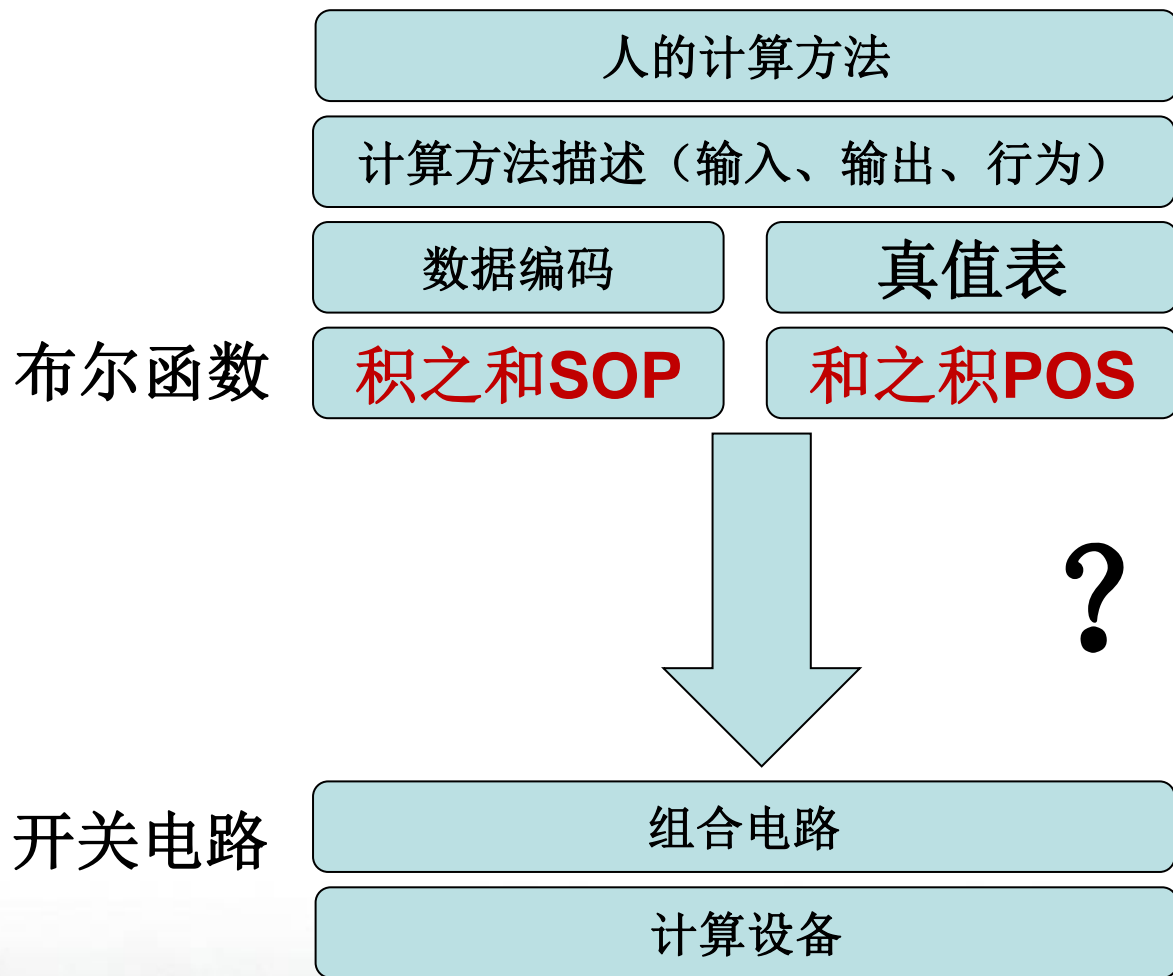 人的计算方法
计算方法描述（输入、输出、行为）
数据编码
真值表
布尔函数
积之和SOP
和之积POS
?
开关电路
组合电路
计算设备